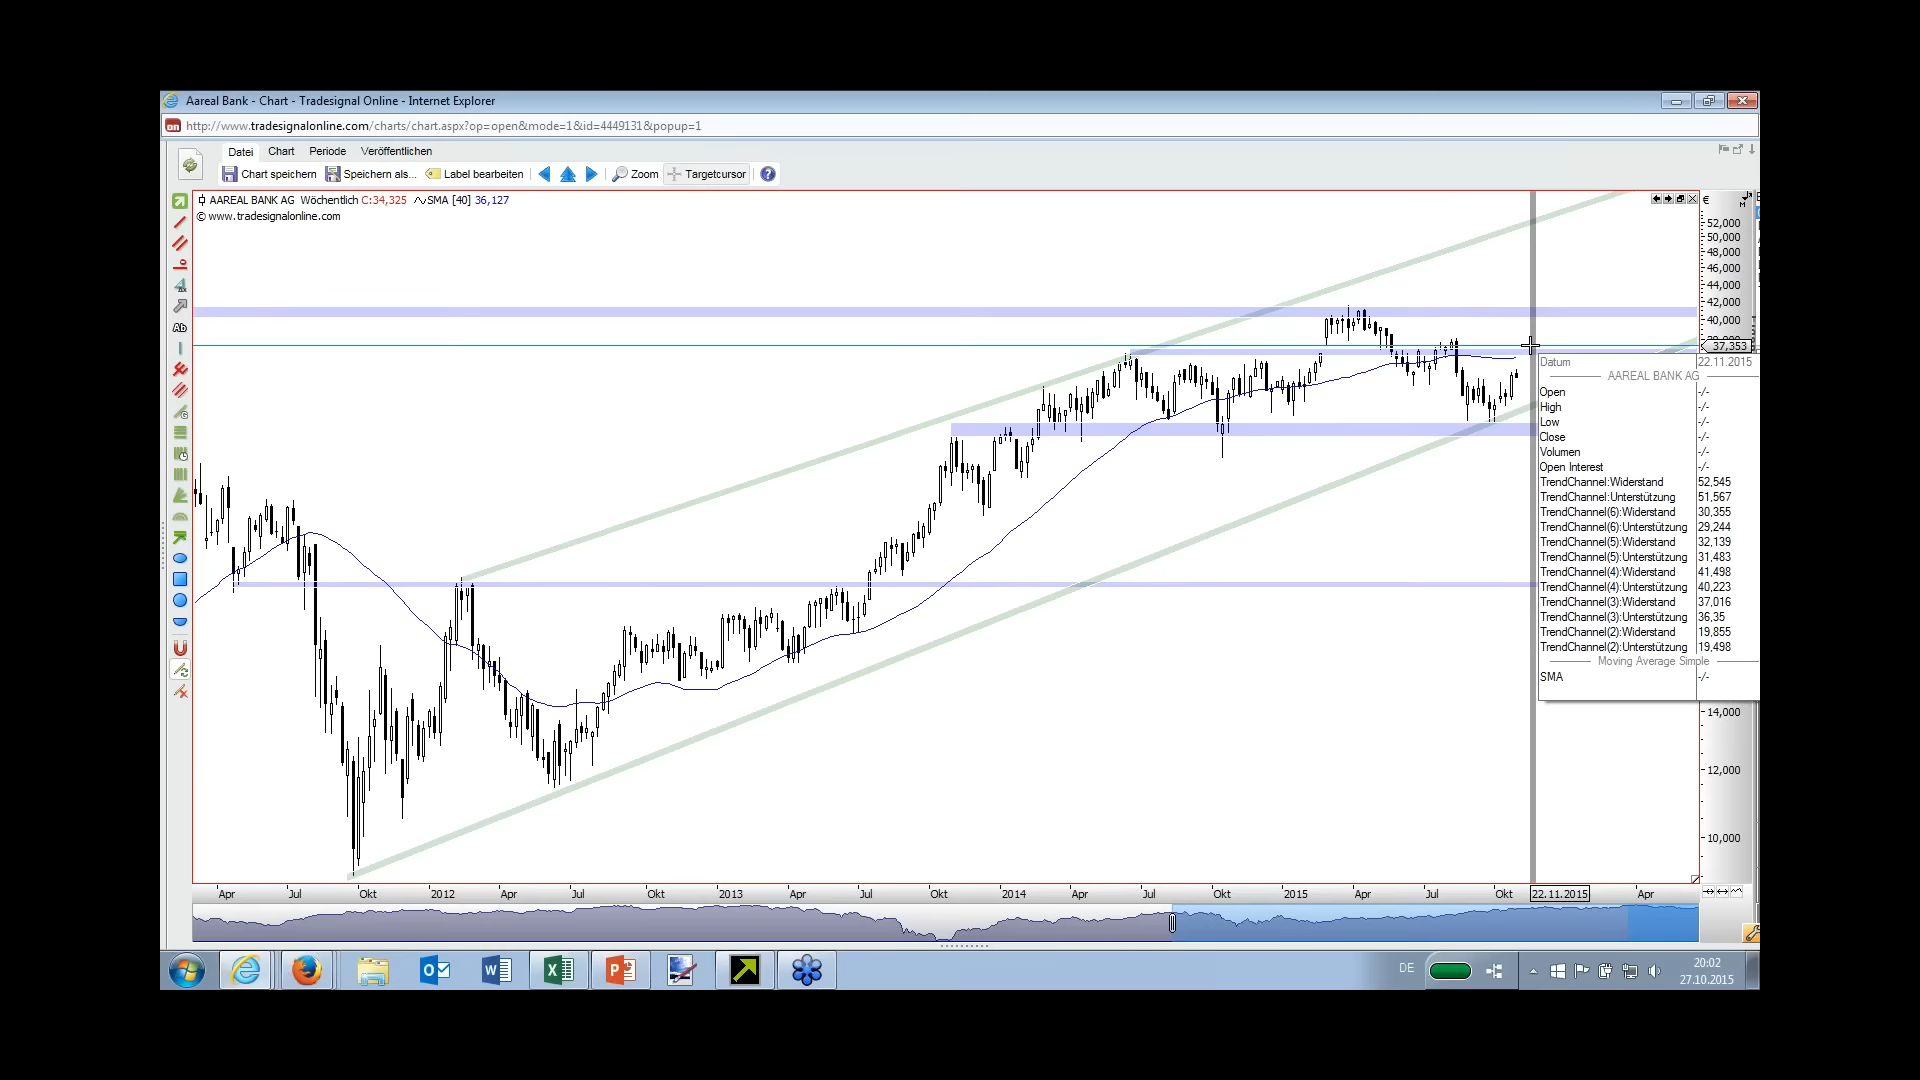 Aareal Bank - Chart - Tradesignal Online - Internet Explorer
on http://www.tradesignalonline.com/charts/chart.aspx?op=open&mode=1&id=4449131&popup=1
Datei Chart Periode Veröffentlichen
Chart speichern Speichern als... Label bearbeiten Zoom Targetcursor ?
AAREAL BANK AG Wöchentlich C:34,325 SMA [40] 36,127
© www.tradesignalonline.com
Ab
€
52,000
50,000
48,000
46,000
44,000
42,000
40,000
37,353
Datum 22.11.2015
AAREAL BANK AG
Open -/-
High -/-
Low -/-
Close -/-
Volumen -/-
Open Interest -/-
TrendChannel:Widerstand 52,545
TrendChannel:Unterstützung 51,567
TrendChannel(6):Widerstand 30,355
TrendChannel(6):Unterstützung 29,244
TrendChannel(5):Widerstand 32,139
TrendChannel(5):Unterstützung 31,483
TrendChannel(4):Widerstand 41,498
TrendChannel(4):Unterstützung 40,223
TrendChannel(3):Widerstand 37,016
TrendChannel(3):Unterstützung 36,35
TrendChannel(2):Widerstand 19,855
TrendChannel(2):Unterstützung 19,498
Moving Average Simple
SMA -/-
14,000
12,000
10,000
Apr Jul Okt 2012 Apr Jul Okt 2013 Apr Jul Okt 2014 Apr Jul Okt 2015 Apr Jul Okt 22.11.2015 Apr
DE
20:02
27.10.2015